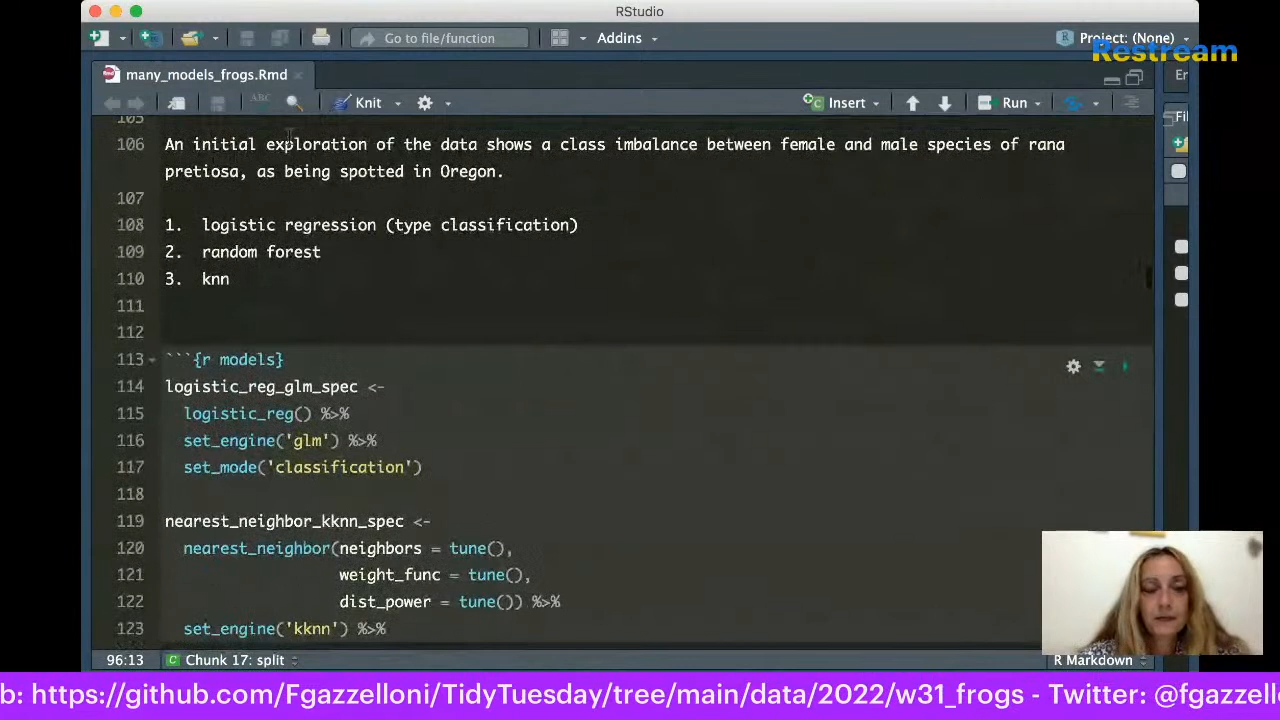 RStudio
Go to file/function
Addins
Project: (None)
Restream
many_models_frogs.Rmd
En
ABC
Knit
Insert
Run
Fil
105
106 An initial exploration of the data shows a class imbalance between female and male species of rana
pretiosa, as being spotted in Oregon.
107
108 1. logistic regression (type classification)
109 2. random forest
110 3. knn
111
112
113 ```{r models}
114 logistic_reg_glm_spec <-
115 logistic_reg() %>%
116 set_engine('glm') %>%
117 set_mode('classification')
118
119 nearest_neighbor_kknn_spec <-
120 nearest_neighbor(neighbors = tune(),
121 weight_func = tune(),
122 dist_power = tune()) %>%
123 set_engine('kknn') %>%
96:13
Chunk 17: split
R Markdown
b: https://github.com/Fgazzelloni/TidyTuesday/tree/main/data/2022/w31_frogs - Twitter: @fgazzell